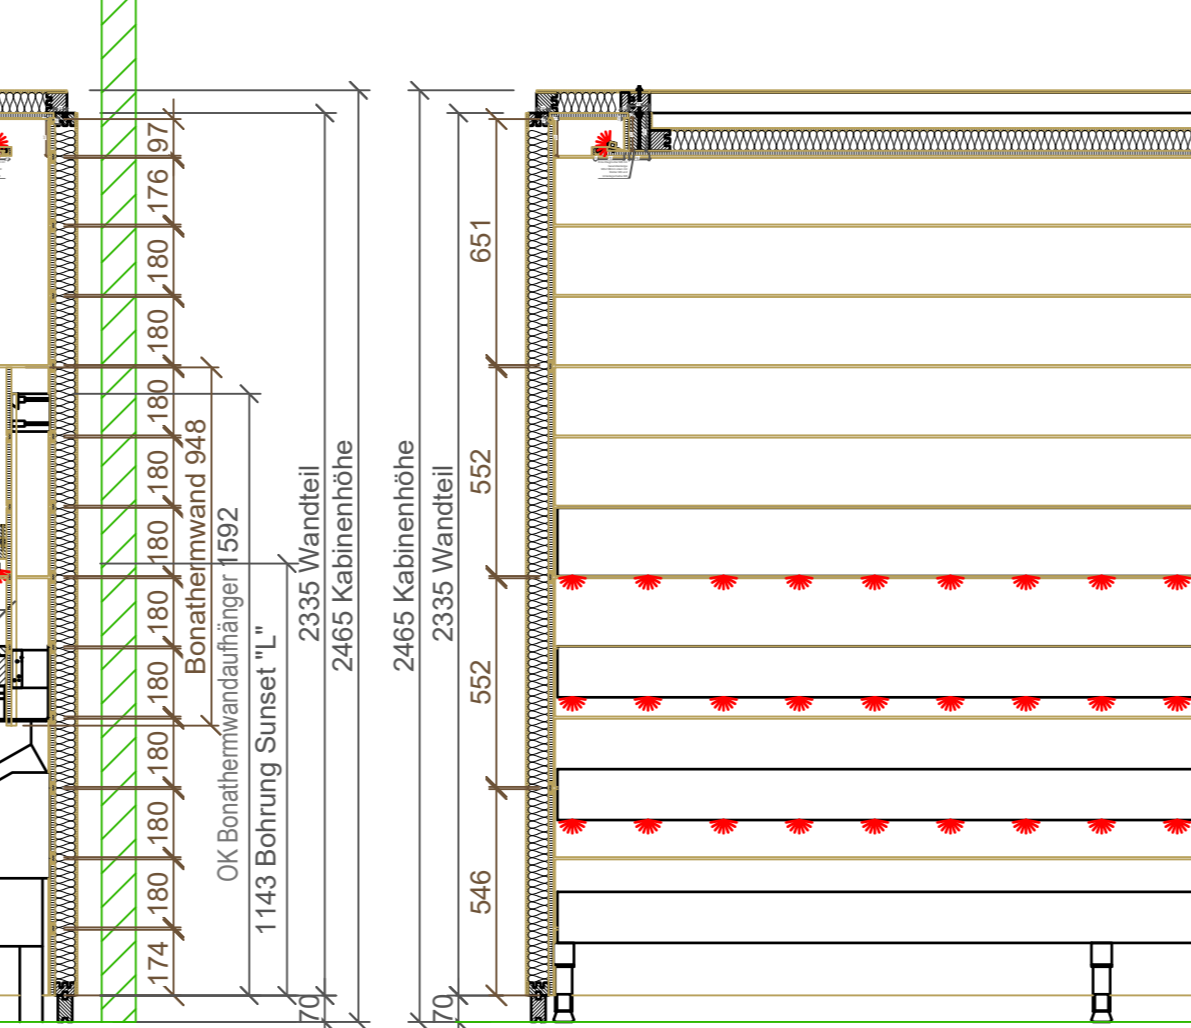 97
176
180
180
180
180
180
180
180
180
180
180
174
Bonathermwand 948
OK Bonathermwandaufhänger 1592
1143 Bohrung Sunset "L"
2335 Wandteil
70
2465 Kabinenhöhe
2465 Kabinenhöhe
2335 Wandteil
70
651
552
552
546